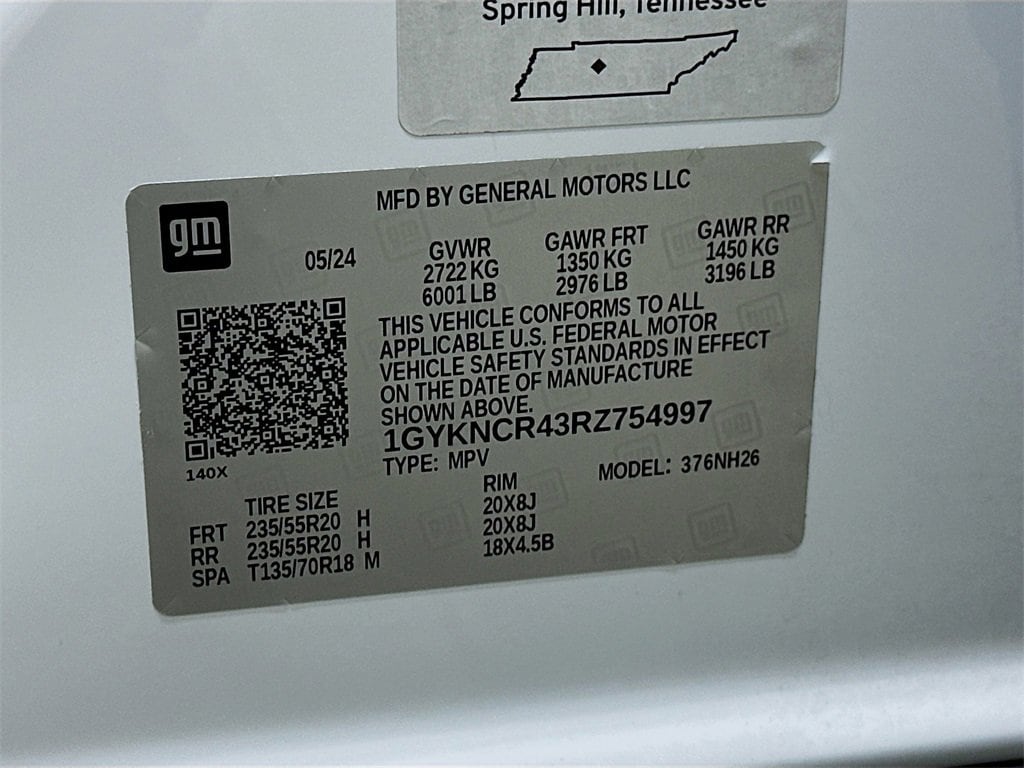 Spring Hill, Tennessee
MFD BY GENERAL MOTORS LLC
gm
05/24
GVWR GAWR FRT GAWR RR
2722 KG 1350 KG 1450 KG
6001 LB 2976 LB 3196 LB
THIS VEHICLE CONFORMS TO ALL
APPLICABLE U.S. FEDERAL MOTOR
VEHICLE SAFETY STANDARDS IN EFFECT
ON THE DATE OF MANUFACTURE
SHOWN ABOVE.
1GYKNCR43RZ754997
140X
TYPE: MPV MODEL: 376NH26
TIRE SIZE RIM
FRT 235/55R20 H 20X8J
RR 235/55R20 H 20X8J
SPA T135/70R18 M 18X4.5B